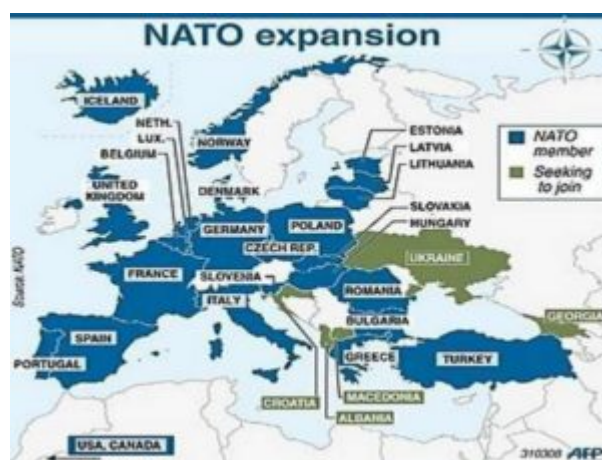 NATO expansion
ICELAND
NETH.
LUX.
BELGIUM
NORWAY
ESTONIA
LATVIA
LITHUANIA
NATO
member
Seeking
to join
UNITED
KINGDOM
DENMARK
SLOVAKIA
HUNGARY
GERMANY
POLAND
CZECH REP.
UKRAINE
FRANCE
SLOVENIA
ITALY
ROMANIA
BULGARIA
GEORGIA
SPAIN
PORTUGAL
GREECE
TURKEY
CROATIA
MACEDONIA
ALBANIA
USA, CANADA
Source: NATO
310308 AFP